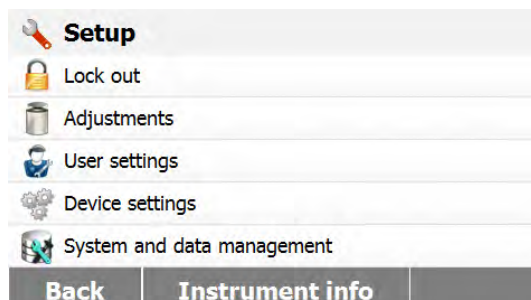 Setup
Lock out
Adjustments
User settings
Device settings
System and data management
Back Instrument info